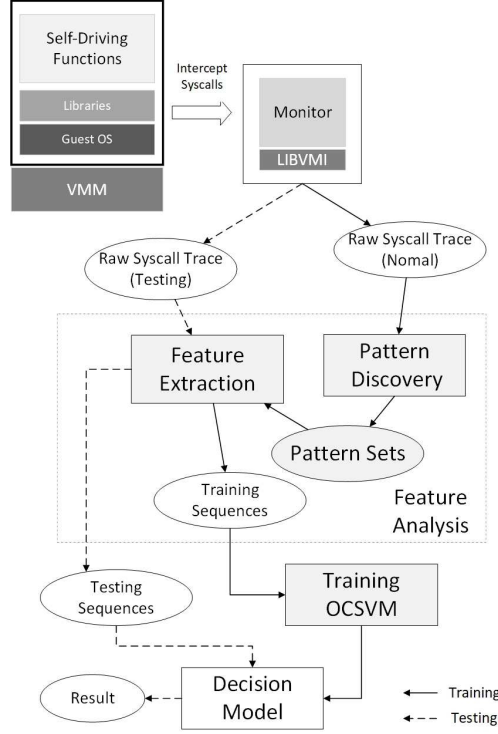 Self-Driving
Functions
Libraries
Guest OS
VMM
Intercept
Syscalls
Monitor
LIBVMI
Raw Syscall Trace
(Testing)
Raw Syscall Trace
(Nomal)
Feature
Extraction
Pattern
Discovery
Pattern Sets
Training
Sequences
Feature
Analysis
Testing
Sequences
Training
OCSVM
Result
Decision
Model
Training
Testing